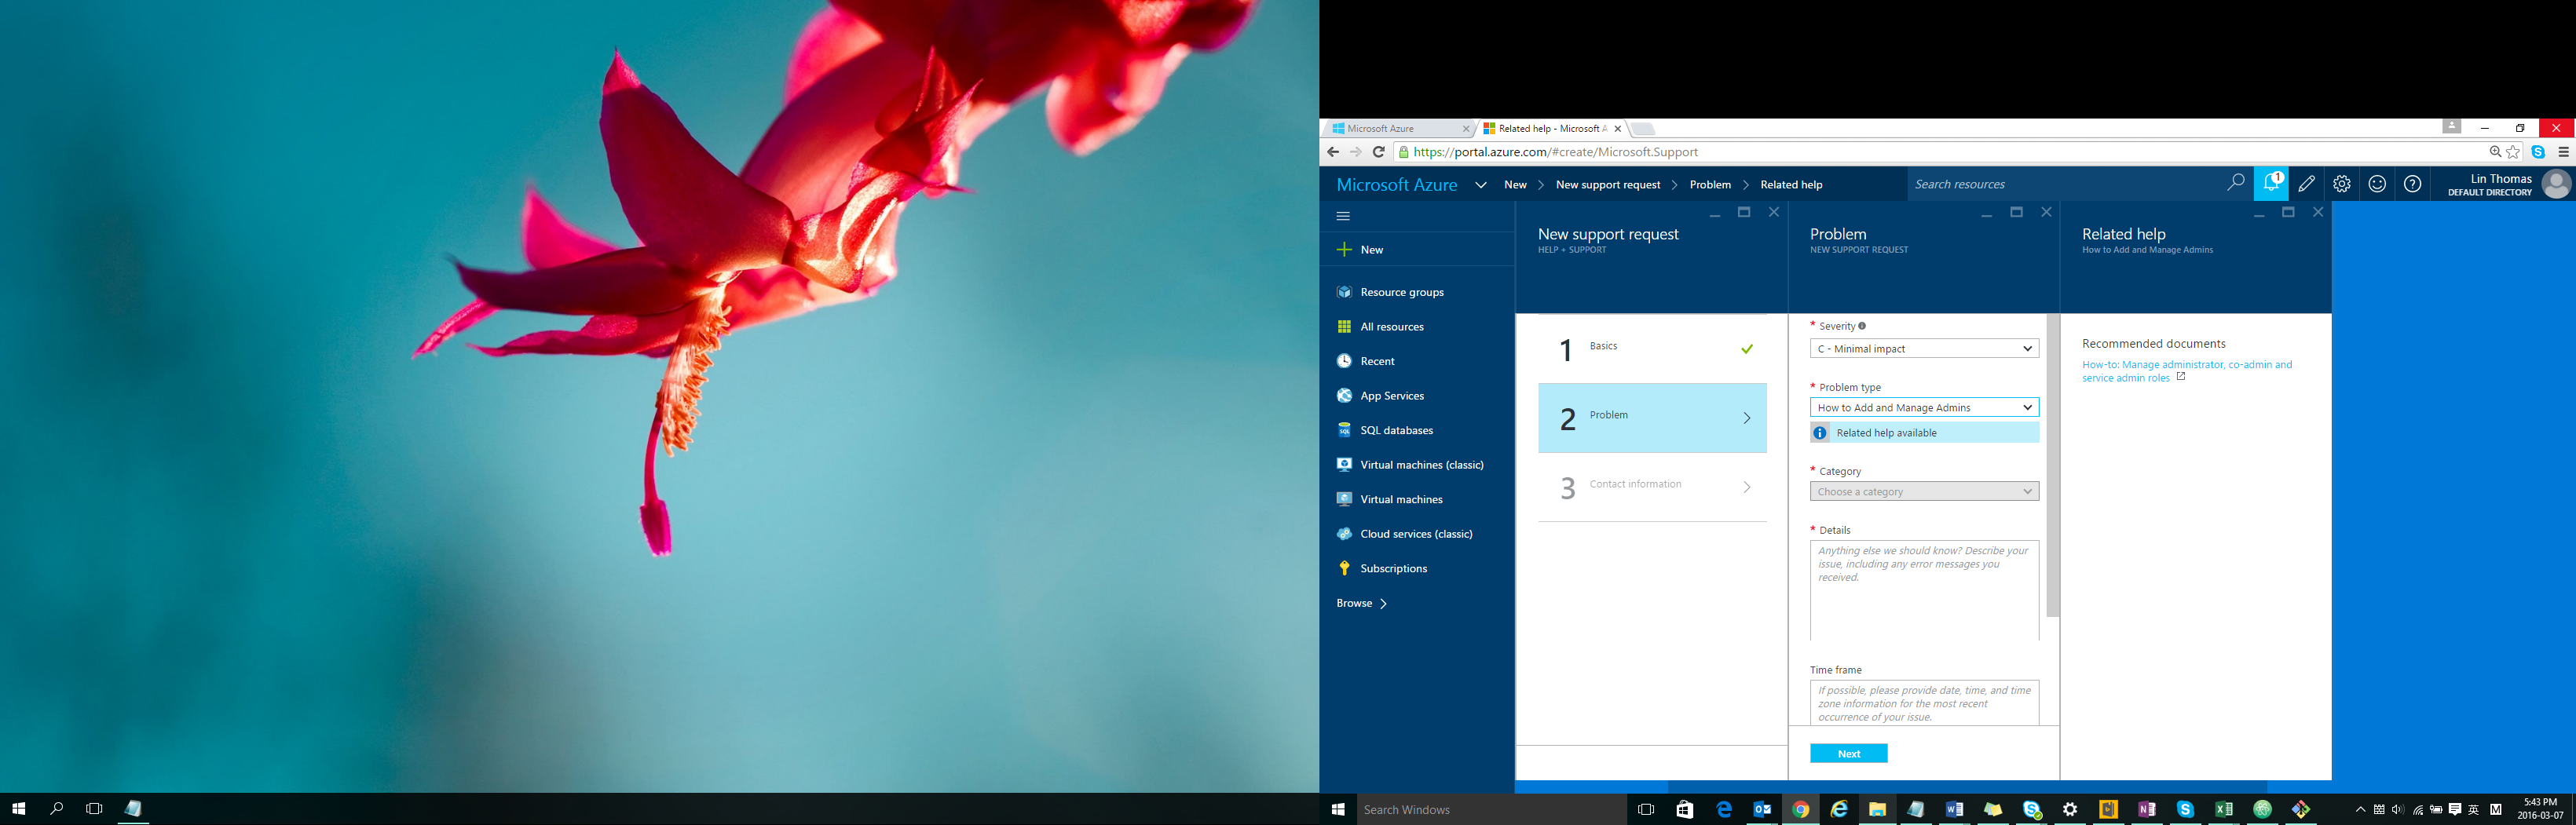 Microsoft Azure
Related help - Microsoft A
https://portal.azure.com/#create/Microsoft.Support
Microsoft Azure
New
New support request
Problem
Related help
Search resources
1
Lin Thomas
DEFAULT DIRECTORY
New
Resource groups
All resources
Recent
App Services
SQL
SQL databases
Virtual machines (classic)
Virtual machines
Cloud services (classic)
Subscriptions
Browse
New support request
HELP + SUPPORT
1 Basics
2 Problem
3 Contact information
Problem
NEW SUPPORT REQUEST
* Severity
C - Minimal impact
* Problem type
How to Add and Manage Admins
Related help available
* Category
Choose a category
* Details
Anything else we should know? Describe your
issue, including any error messages you
received.
Time frame
If possible, please provide date, time, and time
zone information for the most recent
occurrence of your issue.
Next
Related help
How to Add and Manage Admins
Recommended documents
How-to: Manage administrator, co-admin and
service admin roles
Search Windows
英
M
5:43 PM
2016-03-07